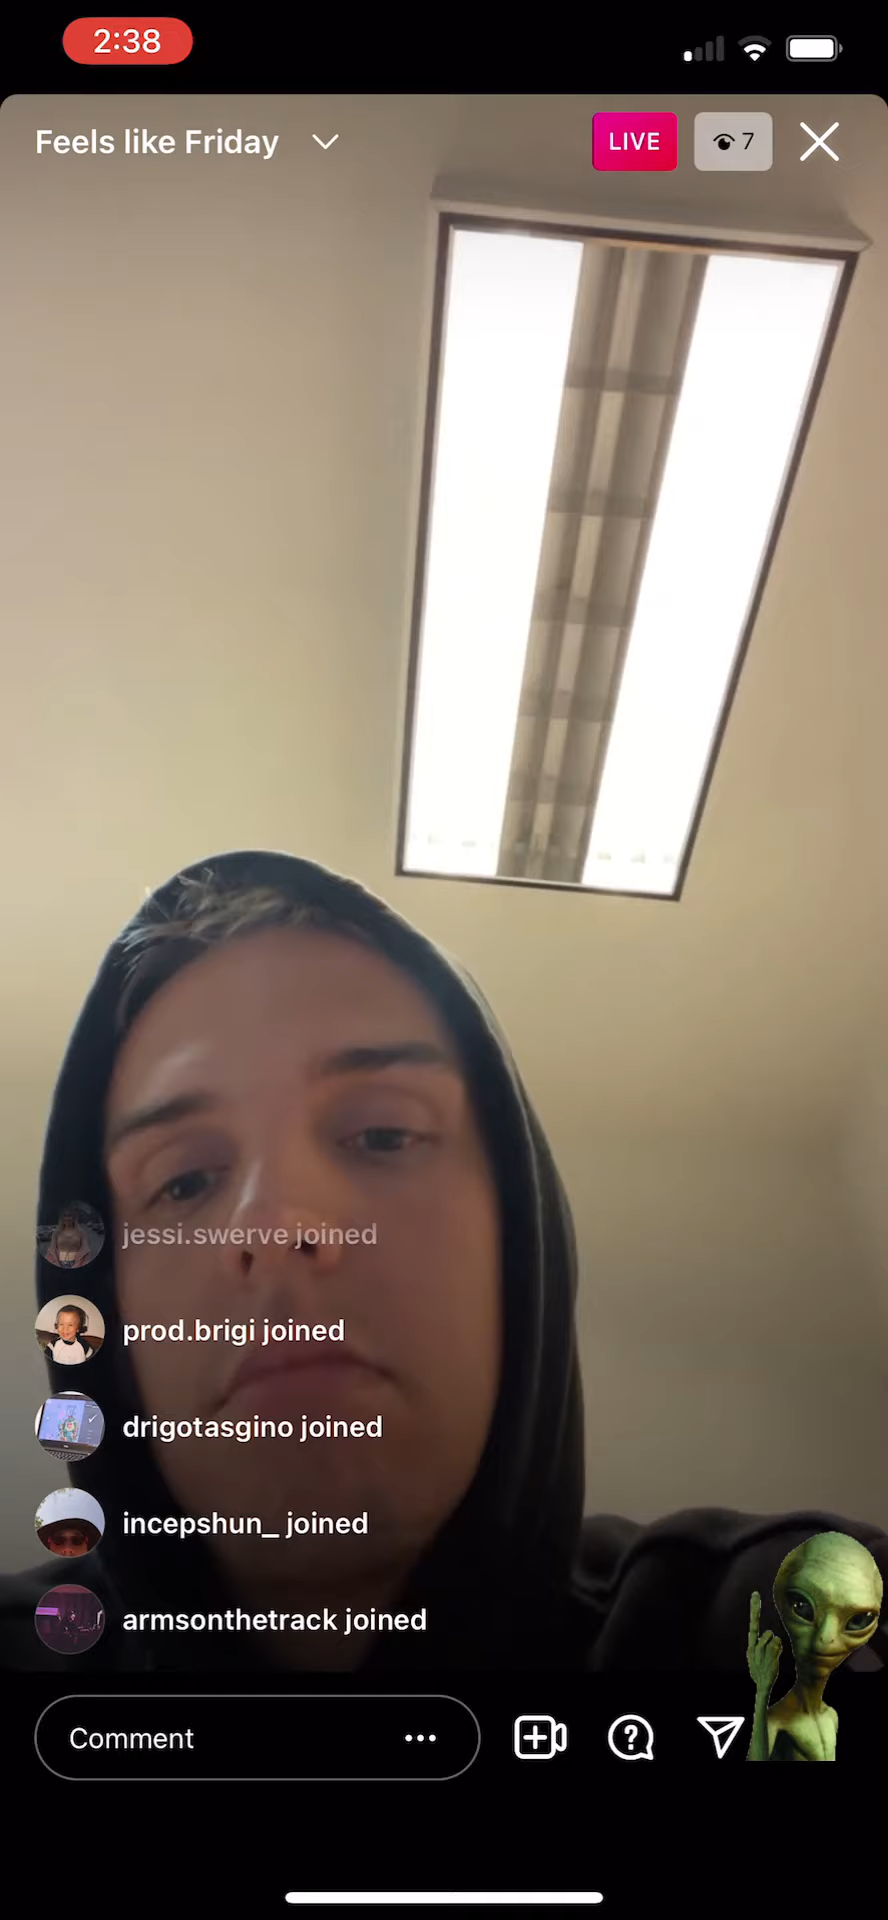 2:38
Feels like Friday
LIVE
7
jessi.swerve joined
prod.brigi joined
drigotasgino joined
incepshun_ joined
armsonthetrack joined
Comment